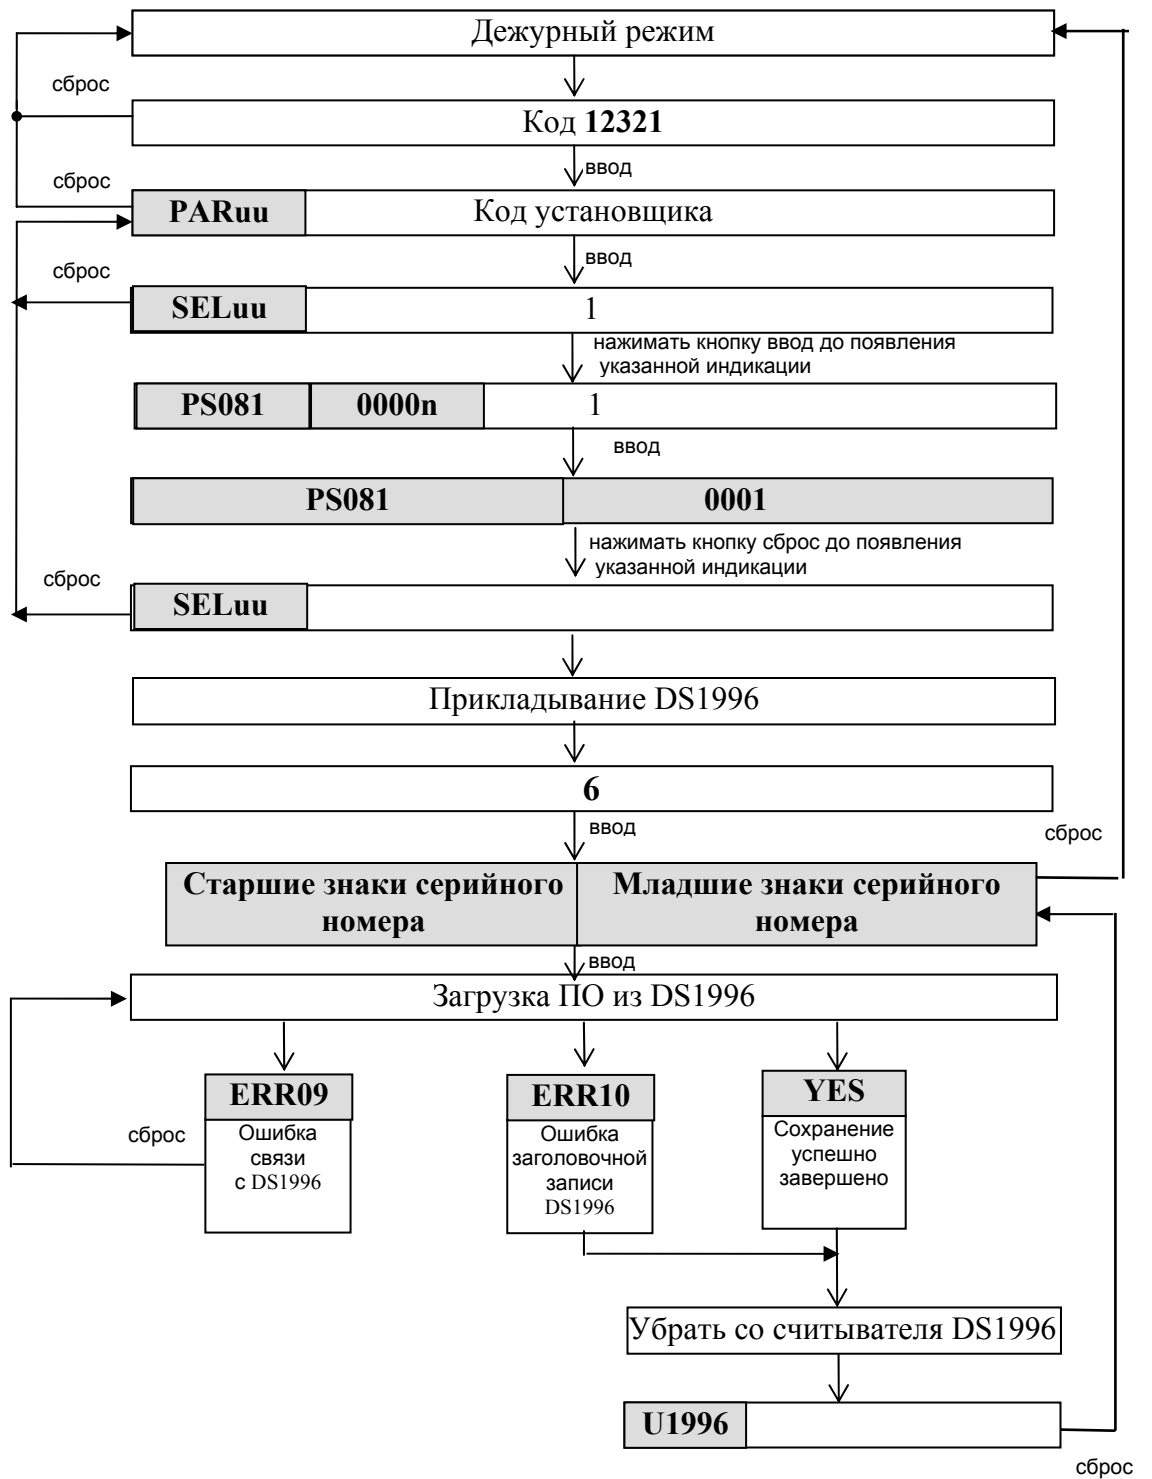 Дежурный режим
сброс
Код 12321
ввод
сброс
PARuu Код установщика
ввод
сброс
SELuu 1
нажимать кнопку ввод до появления
указанной индикации
PS081 0000n 1
ввод
PS081 0001
нажимать кнопку сброс до появления
указанной индикации
сброс
SELuu
Прикладывание DS1996
6
ввод
сброс
Старшие знаки серийного
номера
Младшие знаки серийного
номера
ввод
Загрузка ПО из DS1996
ERR09
Ошибка
связи
с DS1996
сброс
ERR10
Ошибка
заголовочной
записи
DS1996
YES
Сохранение
успешно
завершено
Убрать со считывателя DS1996
U1996
сброс